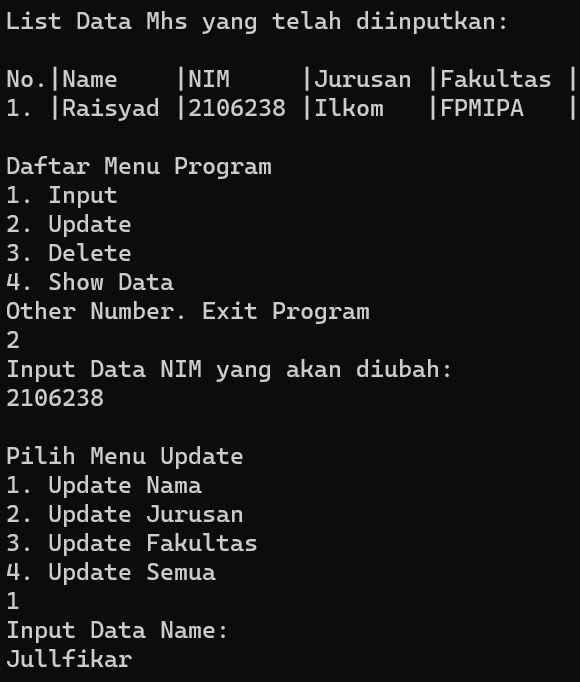 List Data Mhs yang telah diinputkan:
No.|Name    |NIM     |Jurusan |Fakultas |
1. |Raisyad |2106238 |Ilkom   |FPMIPA   |
Daftar Menu Program
1. Input
2. Update
3. Delete
4. Show Data
Other Number. Exit Program
2
Input Data NIM yang akan diubah:
2106238
Pilih Menu Update
1. Update Nama
2. Update Jurusan
3. Update Fakultas
4. Update Semua
1
Input Data Name:
Jullfikar